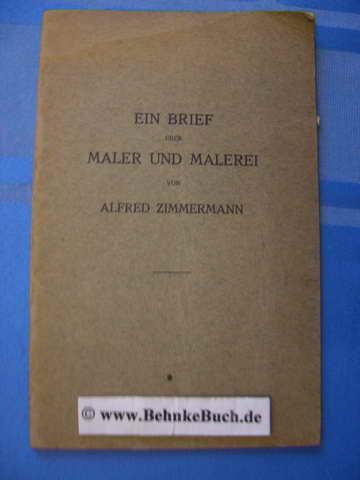 EIN BRIEF
ÜBER
MALER UND MALEREI
VON
ALFRED ZIMMERMANN
© www.BehnkeBuch.de